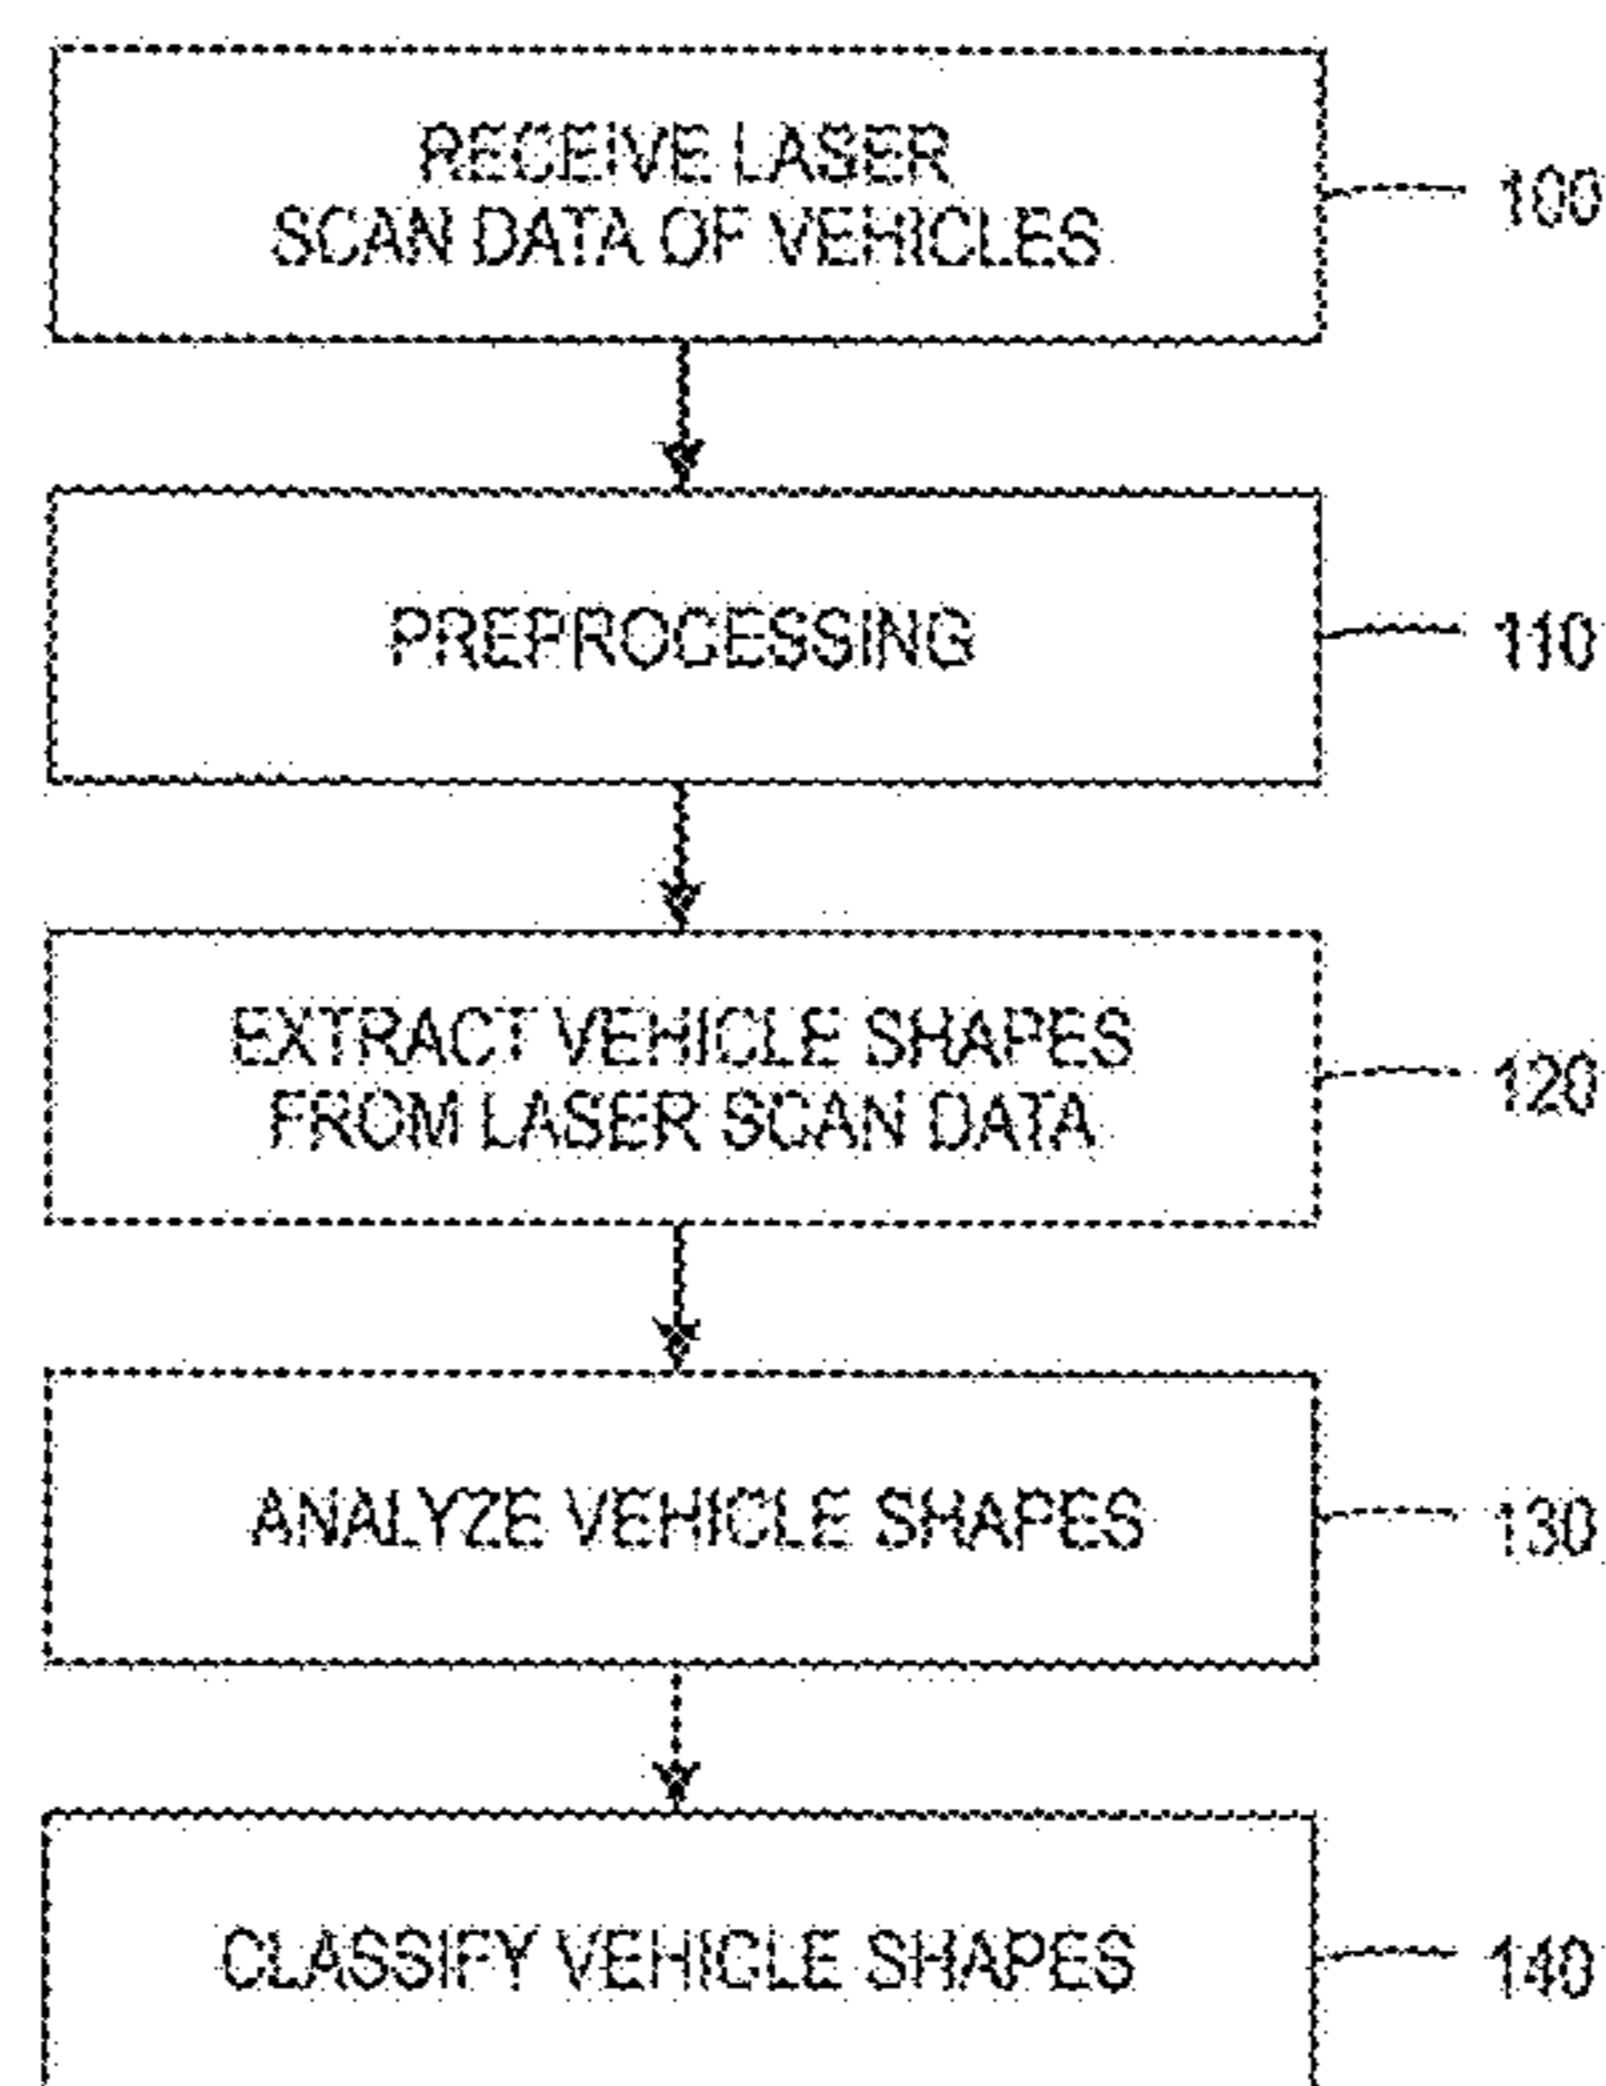 RECEIVE LASER
SCAN DATA OF VEHICLES
100
PREPROCESSING
110
EXTRACT VEHICLE SHAPES
FROM LASER SCAN DATA
120
ANALYZE VEHICLE SHAPES
130
CLASSIFY VEHICLE SHAPES
140